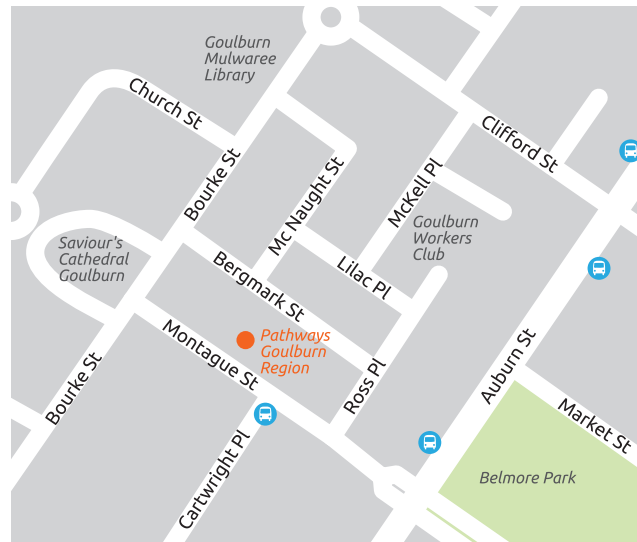 Goulburn
Mulwaree
Library
Church St
Clifford St
Bourke St
Mc Naught St
McKell Pl
Goulburn
Workers
Club
Saviour's
Cathedral
Goulburn
Bergmark St
Lilac Pl
Pathways
Goulburn
Region
Montague St
Ross Pl
Auburn St
Bourke St
Market St
Cartwright Pl
Belmore Park